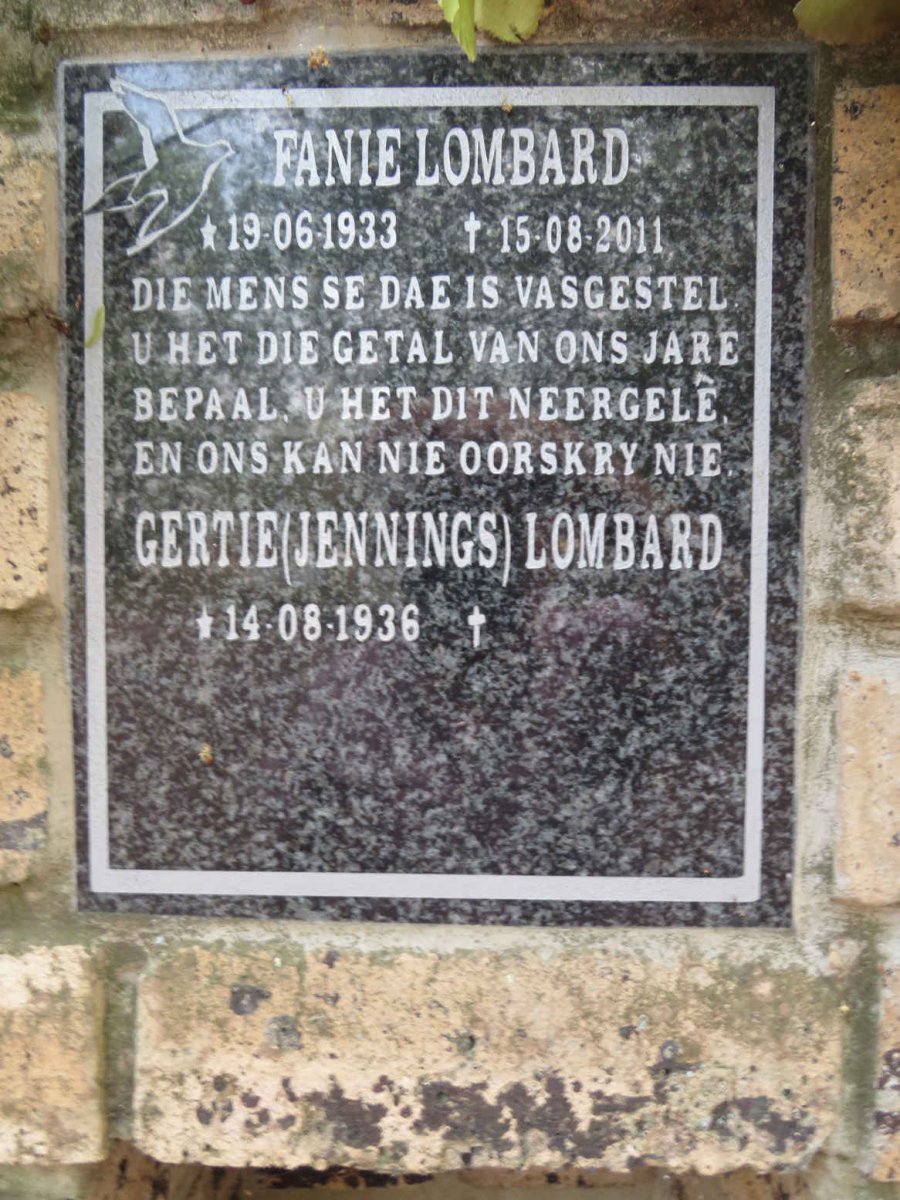 FANIE LOMBARD
★ 19-06-1933 ✝ 15-08-2011
DIE MENS SE DAE IS VASGESTEL.
U HET DIE GETAL VAN ONS JARE
BEPAAL, U HET DIT NEERGELÊ,
EN ONS KAN NIE OORSKRY NIE.
GERTIE (JENNINGS) LOMBARD
★ 14-08-1936 ✝